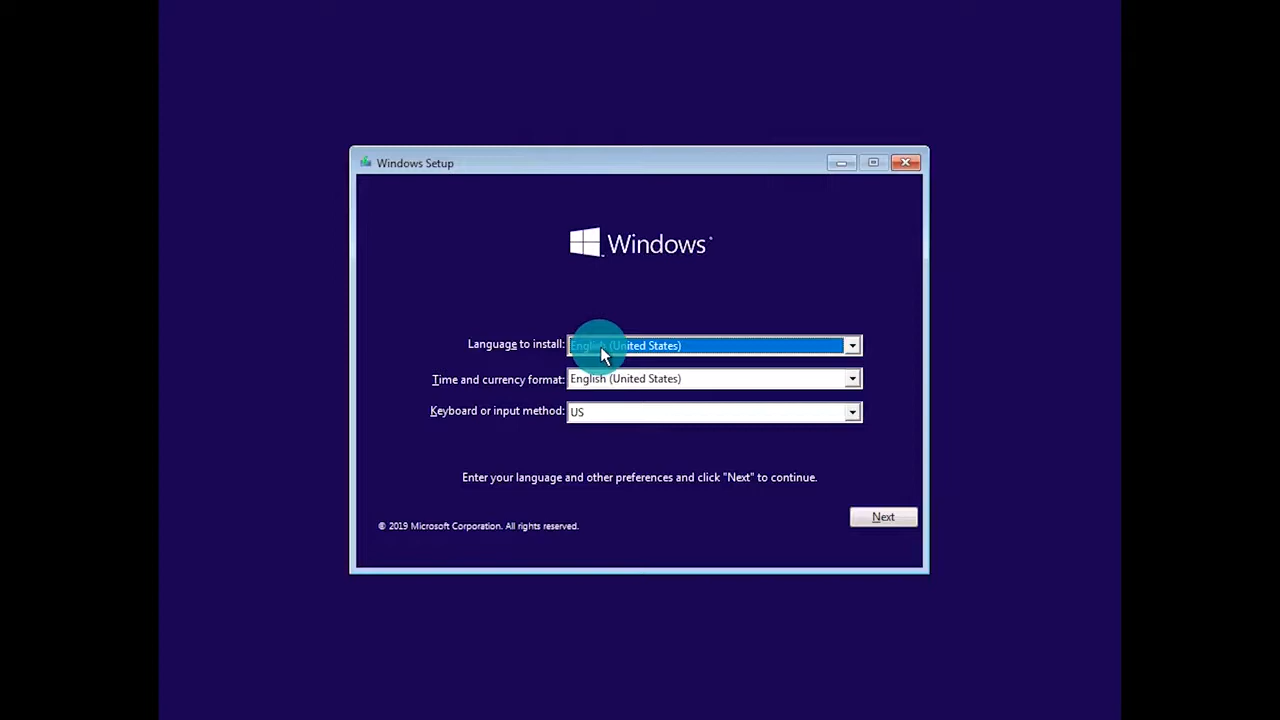 Windows Setup
Windows
Language to install: English (United States)
Time and currency format: English (United States)
Keyboard or input method: US
Enter your language and other preferences and click "Next" to continue.
Next
© 2019 Microsoft Corporation. All rights reserved.